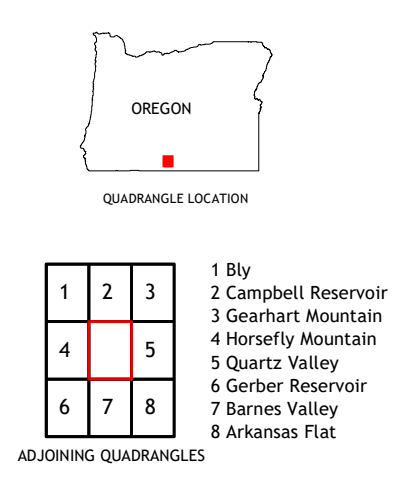 OREGON
QUADRANGLE LOCATION
1 2 3
4 5
6 7 8
ADJOINING QUADRANGLES
1 Bly
2 Campbell Reservoir
3 Gearhart Mountain
4 Horsefly Mountain
5 Quartz Valley
6 Gerber Reservoir
7 Barnes Valley
8 Arkansas Flat